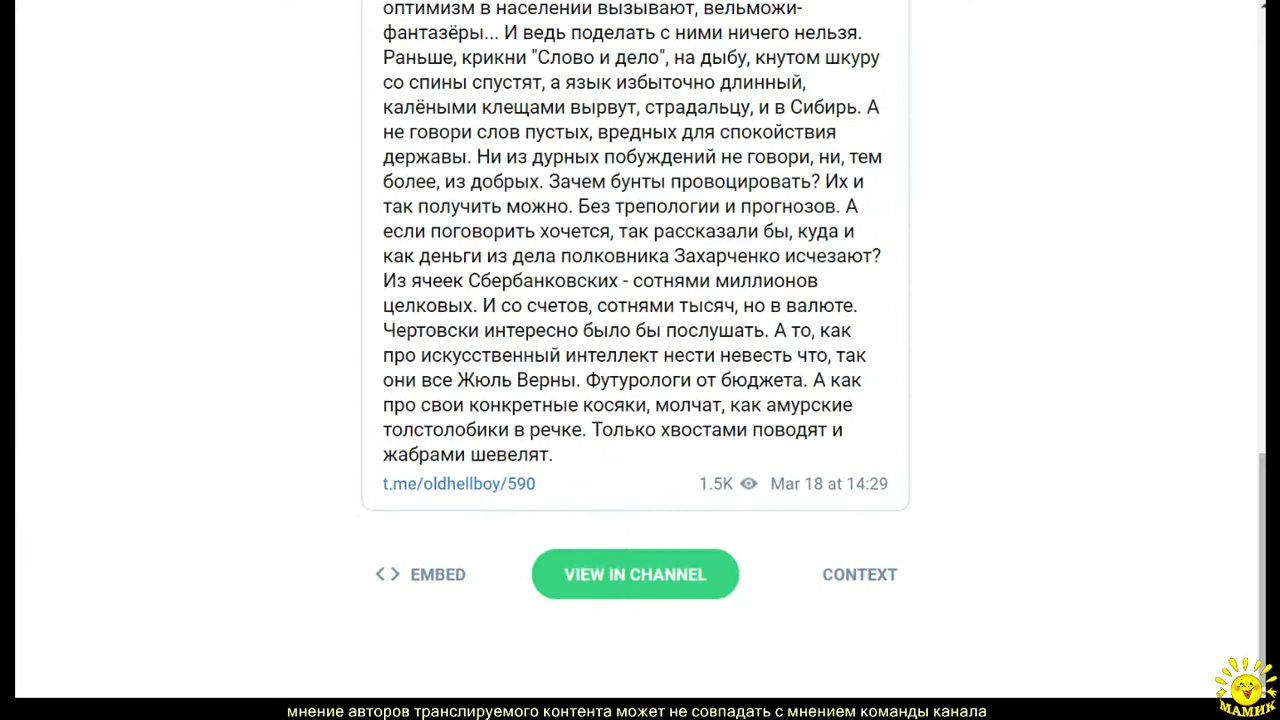 оптимизм в населении вызывают, вельможи-
фантазёры... И ведь поделать с ними ничего нельзя.
Раньше, крикни "Слово и дело", на дыбу, кнутом шкуру
со спины спустят, а язык избыточно длинный,
калёными клещами вырвут, страдальцу, и в Сибирь. А
не говори слов пустых, вредных для спокойствия
державы. Ни из дурных побуждений не говори, ни, тем
более, из добрых. Зачем бунты провоцировать? Их и
так получить можно. Без трепологии и прогнозов. А
если поговорить хочется, так рассказали бы, куда и
как деньги из дела полковника Захарченко исчезают?
Из ячеек Сбербанковских - сотнями миллионов
целковых. И со счетов, сотнями тысяч, но в валюте.
Чертовски интересно было бы послушать. А то, как
про искусственный интеллект нести невесть что, так
они все Жюль Верны. Футурологи от бюджета. А как
про свои конкретные косяки, молчат, как амурские
толстолобики в речке. Только хвостами поводят и
жабрами шевелят.
t.me/oldhellboy/590 1.5K Mar 18 at 14:29
<> EMBED VIEW IN CHANNEL CONTEXT
МАМИК
мнение авторов транслируемого контента может не совпадать с мнением команды канала